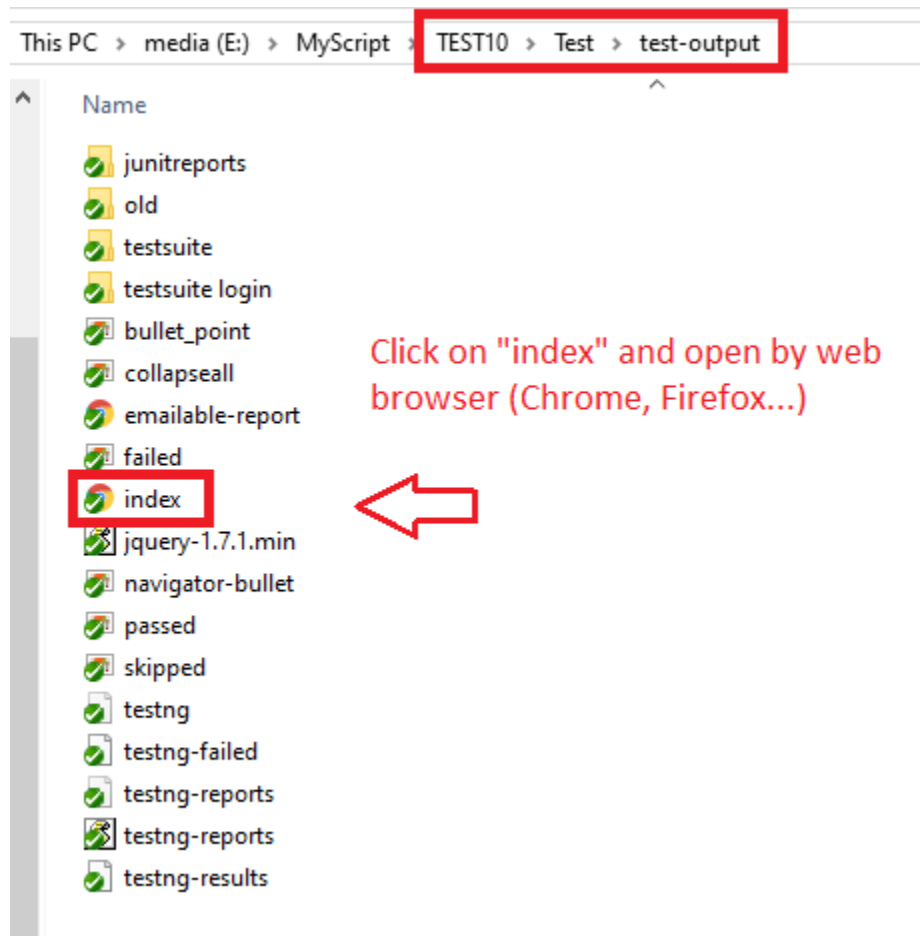 This PC > media (E:) > MyScript > TEST10 > Test > test-output
Name
junitreports
old
testsuite
testsuite login
bullet_point
collapseall
emailable-report
failed
index
jquery-1.7.1.min
navigator-bullet
passed
skipped
testng
testng-failed
testng-reports
testng-reports
testng-results
Click on "index" and open by web
browser (Chrome, Firefox...)